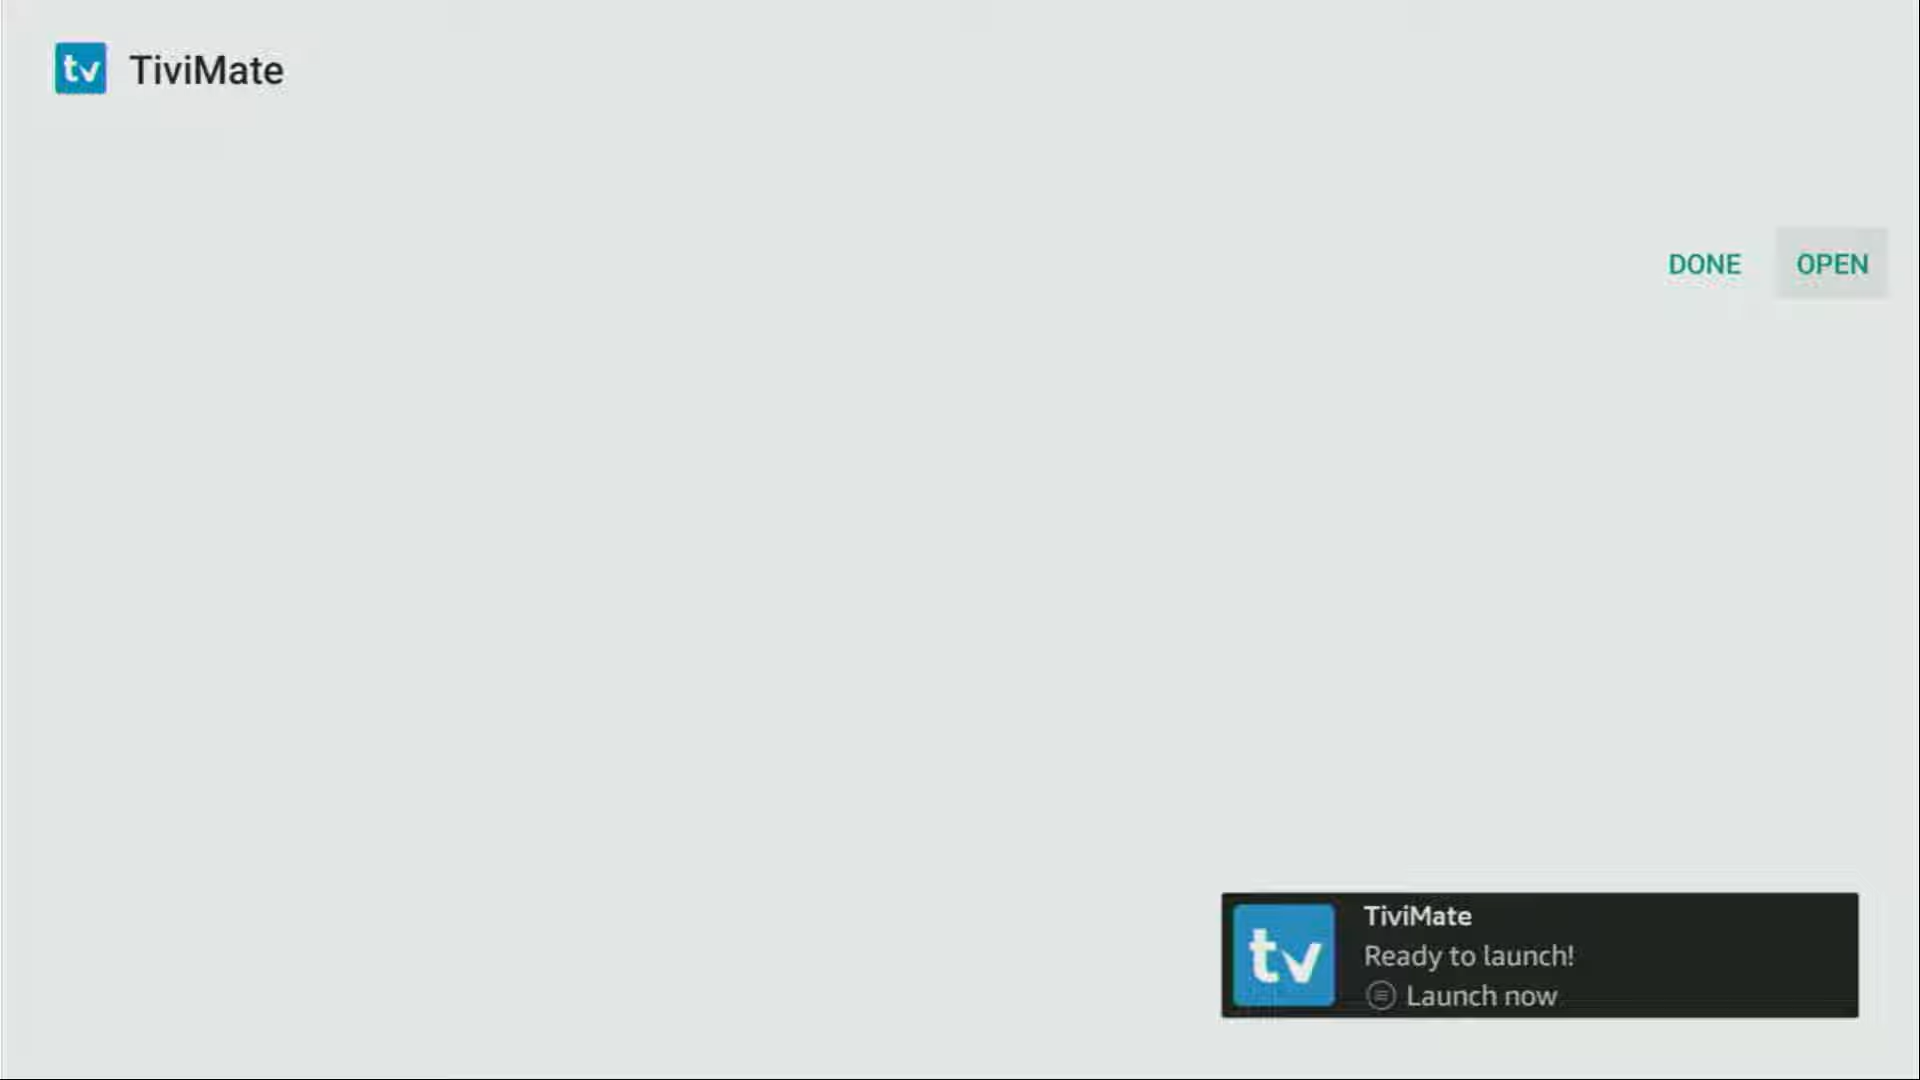 tv TiviMate
DONE OPEN
tv
TiviMate
Ready to launch!
Launch now